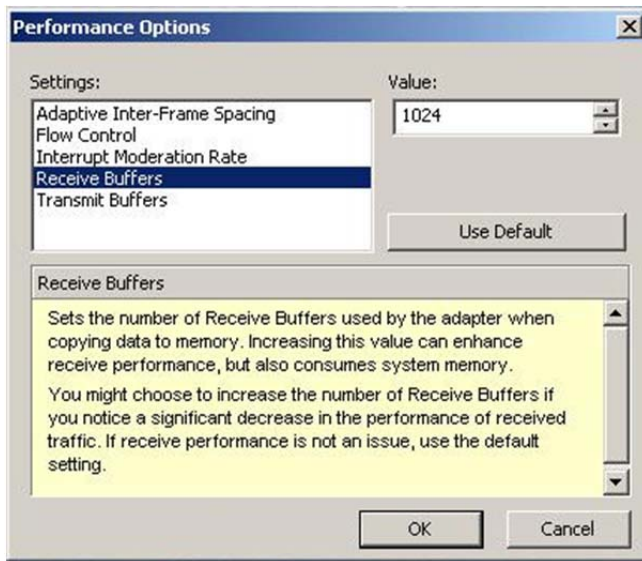 Performance Options
Settings:
Value:
Adaptive Inter-Frame Spacing
Flow Control
Interrupt Moderation Rate
Receive Buffers
Transmit Buffers
1024
Use Default
Receive Buffers
Sets the number of Receive Buffers used by the adapter when
copying data to memory. Increasing this value can enhance
receive performance, but also consumes system memory.
You might choose to increase the number of Receive Buffers if
you notice a significant decrease in the performance of received
traffic. If receive performance is not an issue, use the default
setting.
OK
Cancel